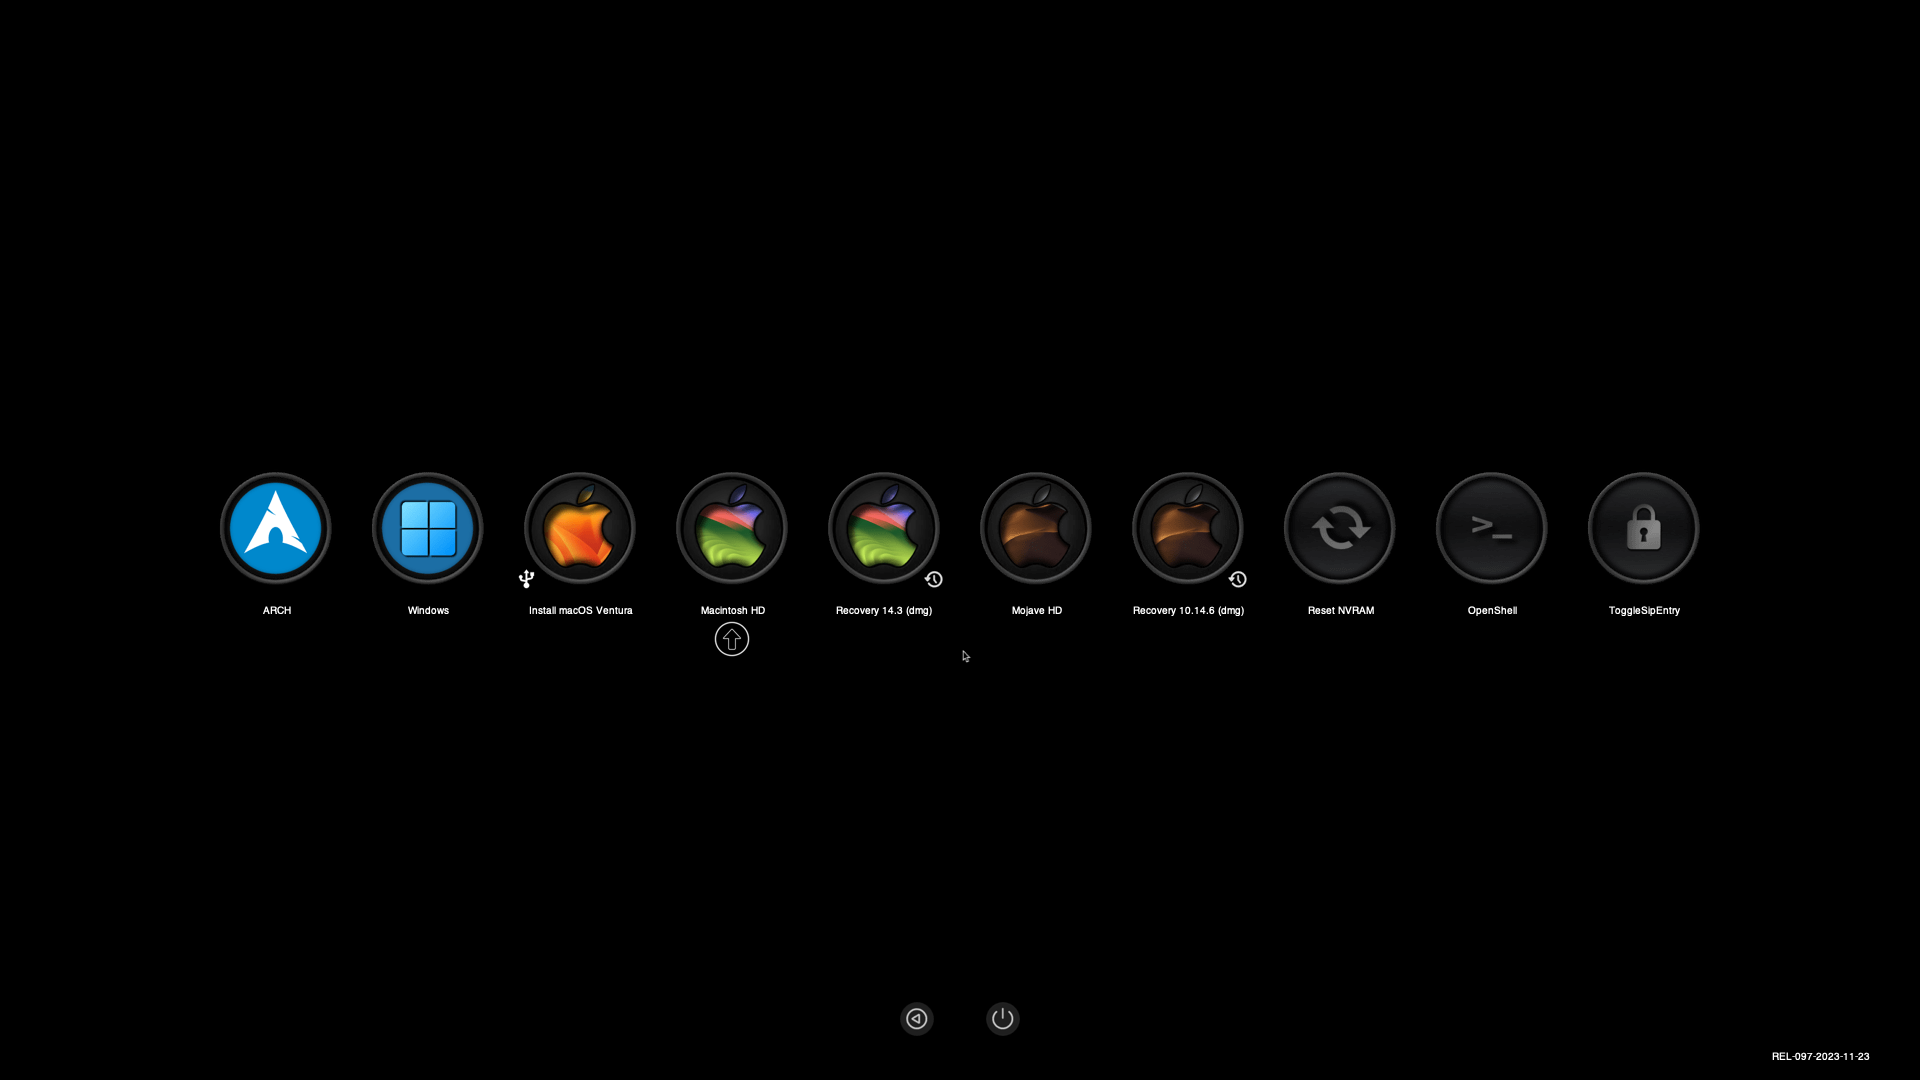 ARCH
Windows
Install macOS Ventura
Macintosh HD
Recovery 14.3 (dmg)
Mojave HD
Recovery 10.14.6 (dmg)
Reset NVRAM
OpenShell
ToggleSipEntry
>_
REL-097-2023-11-23